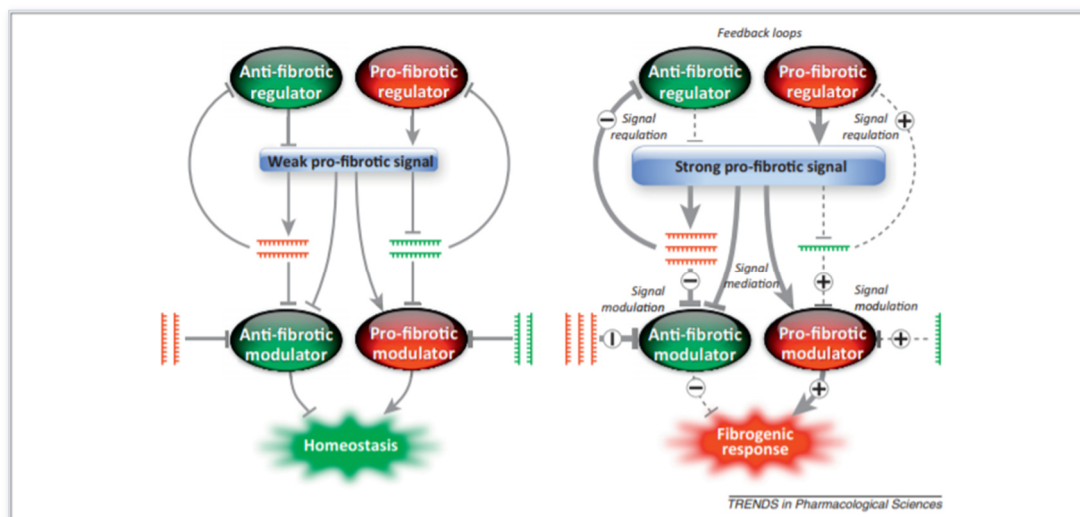 Feedback loops
Anti-fibrotic
regulator
Pro-fibrotic
regulator
Weak pro-fibrotic signal
Anti-fibrotic
modulator
Pro-fibrotic
modulator
Homeostasis
Anti-fibrotic
regulator
Pro-fibrotic
regulator
−
Signal
regulation
Signal
regulation
+
Strong pro-fibrotic signal
−
Signal
mediation
+
Signal
modulation
Signal
modulation
−
Anti-fibrotic
modulator
Pro-fibrotic
modulator
+
−
+
Fibrogenic
response
TRENDS in Pharmacological Sciences